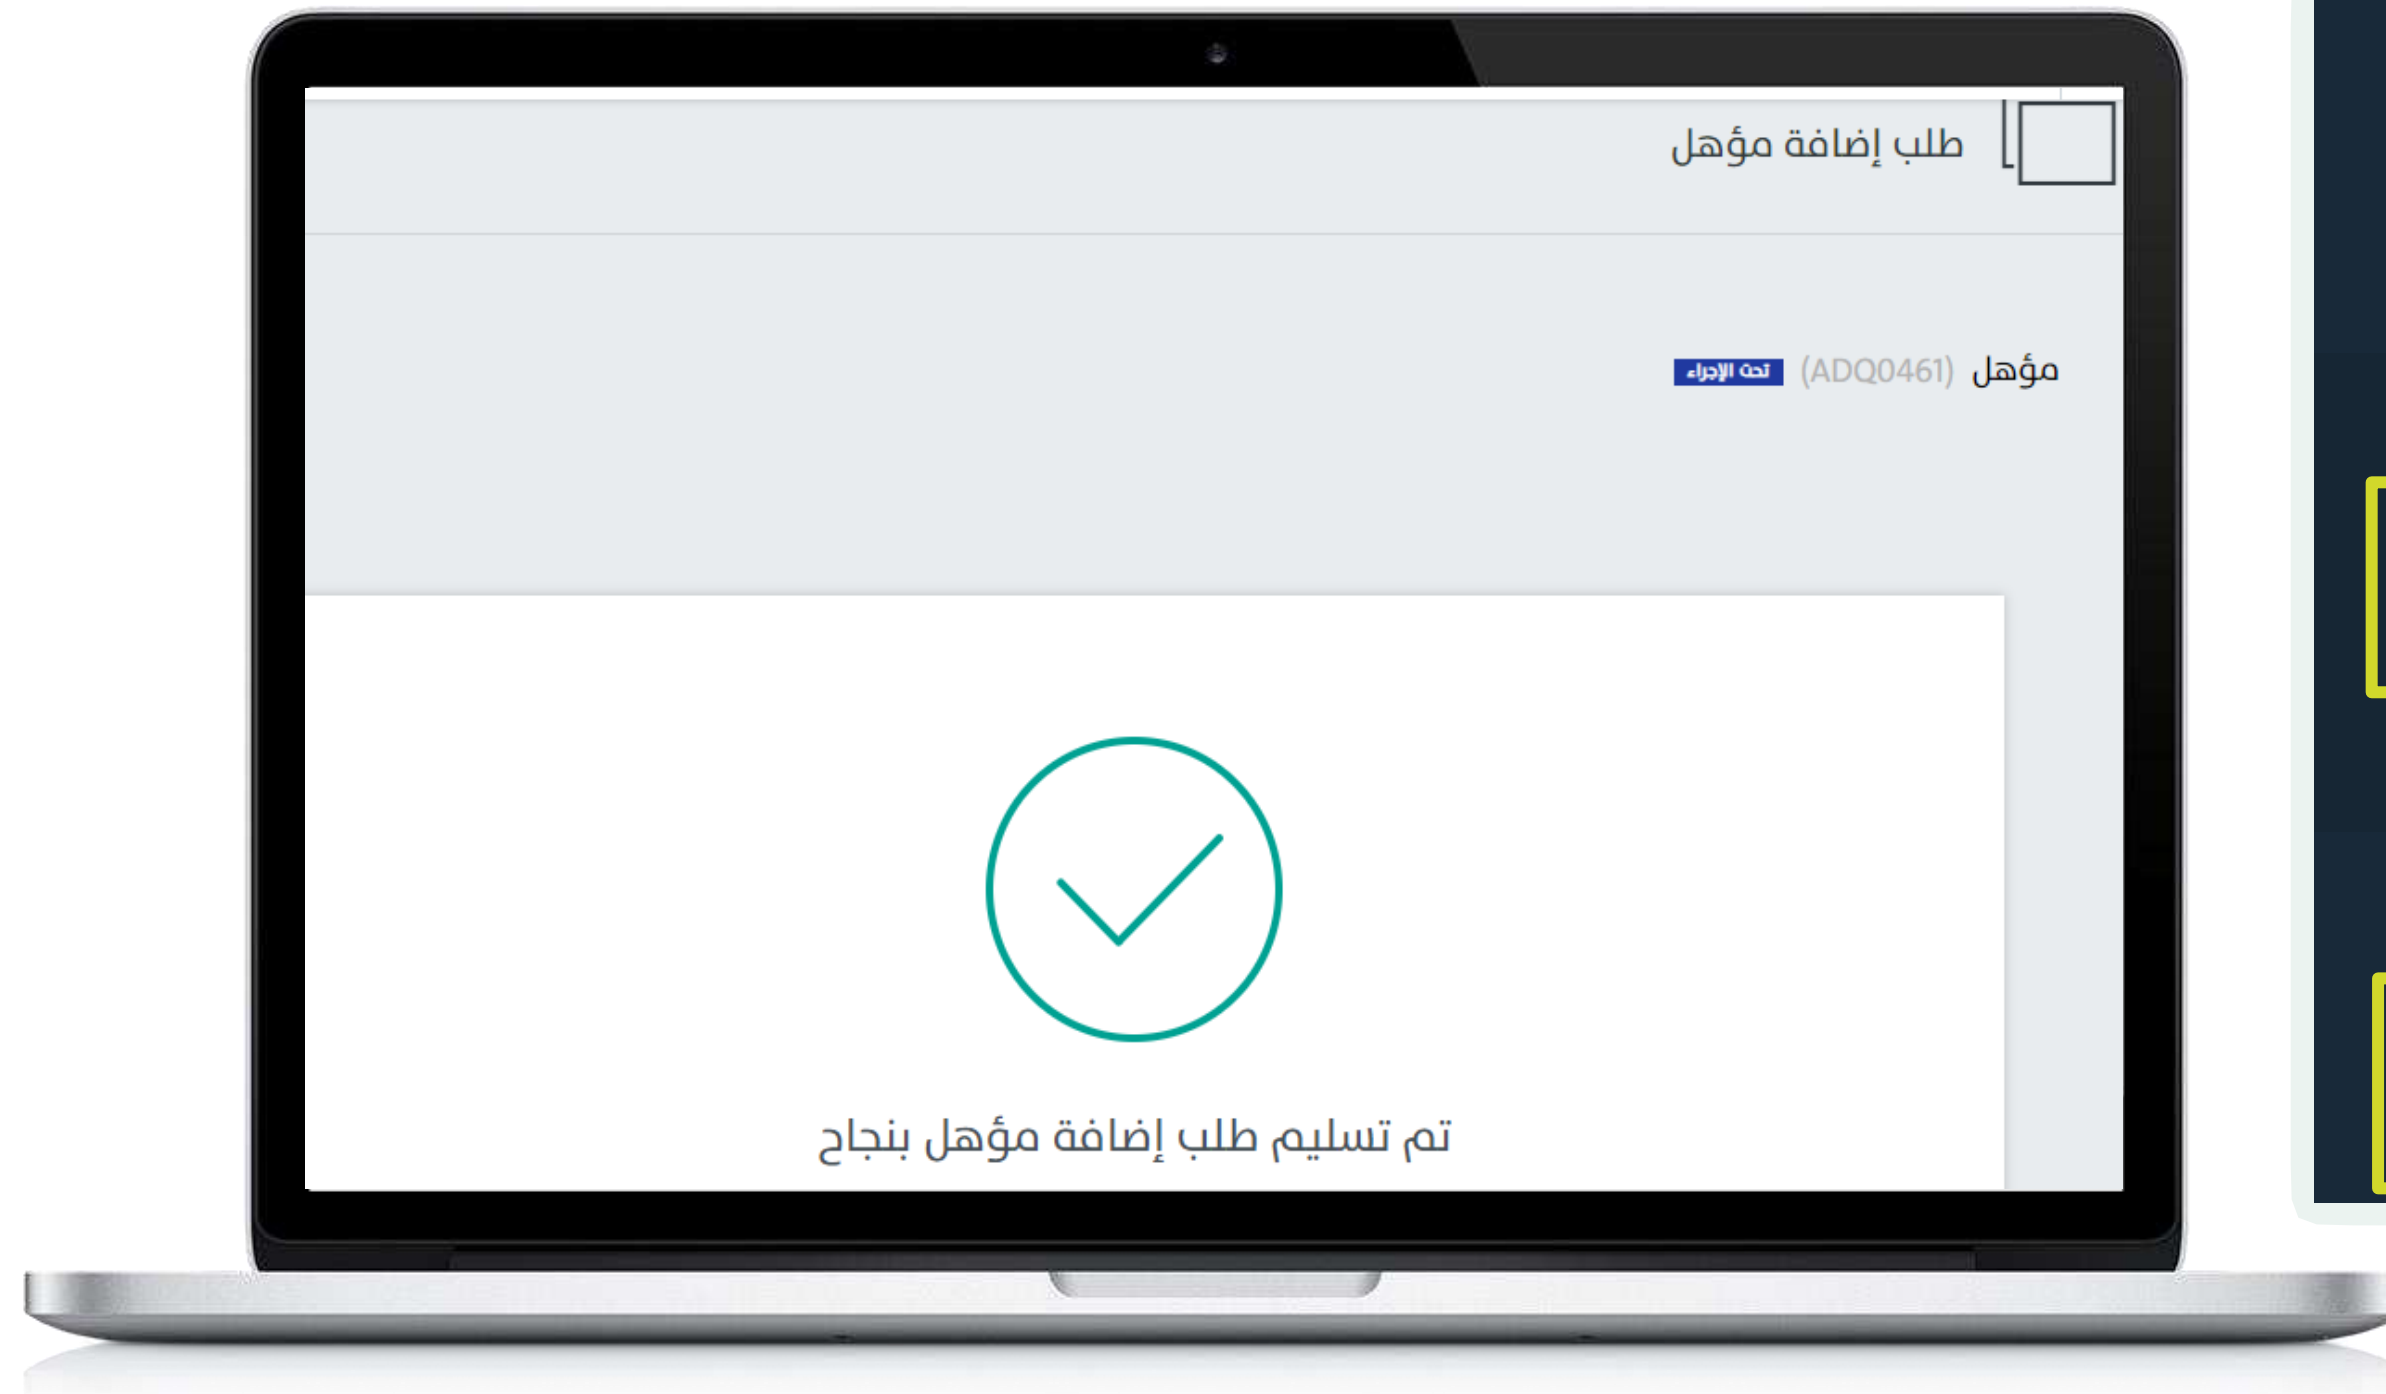 طلب إضافة مؤهل
مؤهل (ADQ0461) تحت الإجراء
تم تسليم طلب إضافة مؤهل بنجاح